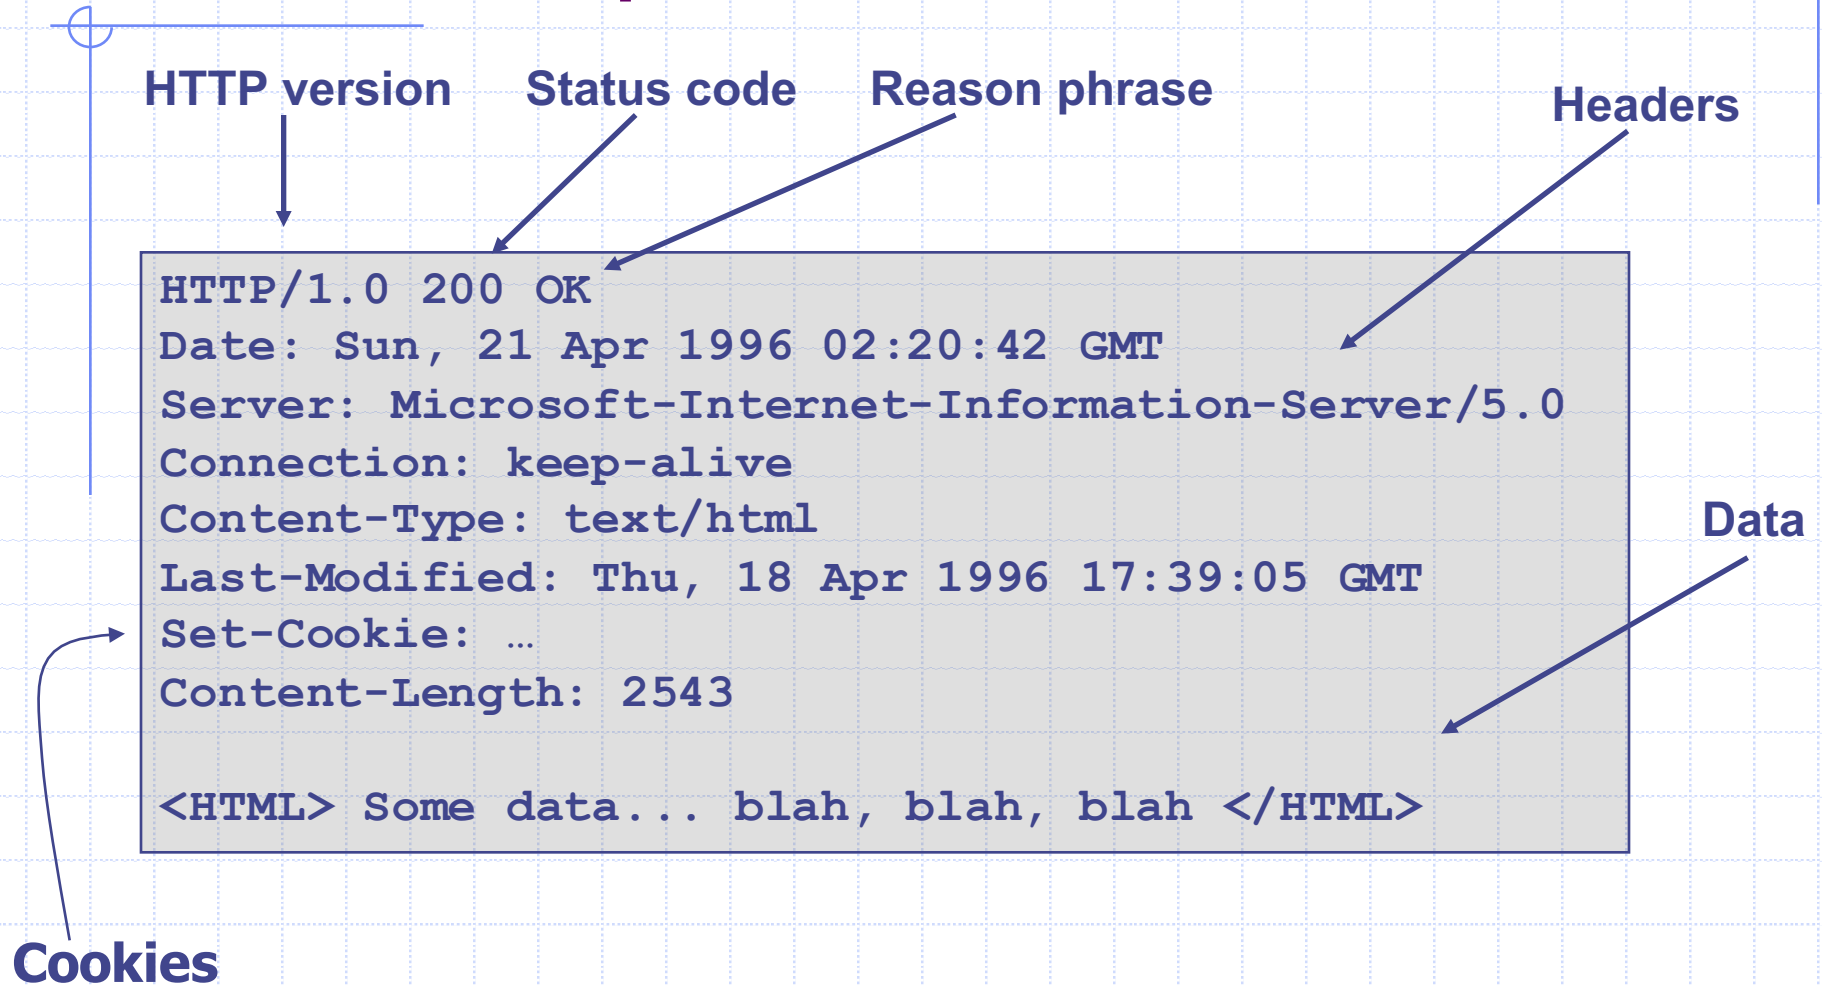 HTTP version Status code Reason phrase Headers
HTTP/1.0 200 OK
Date: Sun, 21 Apr 1996 02:20:42 GMT
Server: Microsoft-Internet-Information-Server/5.0
Connection: keep-alive
Content-Type: text/html
Data
Last-Modified: Thu, 18 Apr 1996 17:39:05 GMT
Set-Cookie: …
Content-Length: 2543
<HTML> Some data... blah, blah, blah </HTML>
Cookies